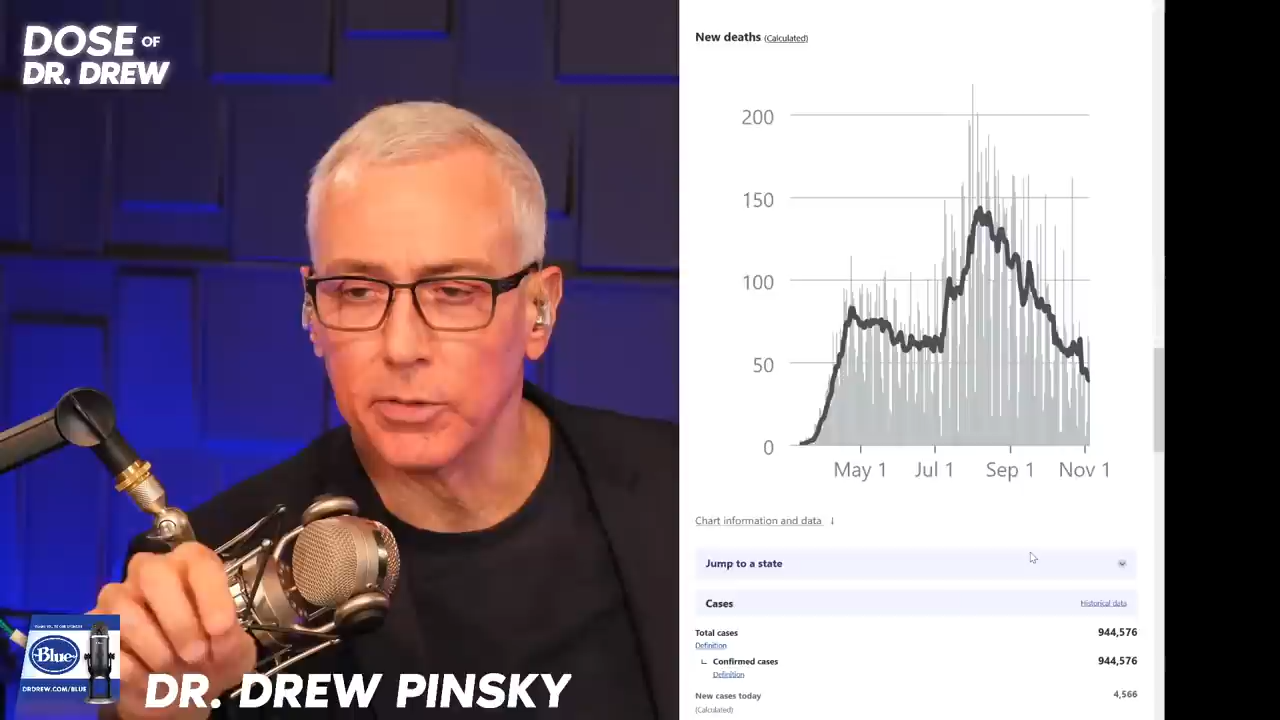 DOSE OF
DR. DREW
Blue
DRDREW.COM/BLUE
DR. DREW PINSKY
New deaths (Calculated)
200
150
100
50
0
May 1 Jul 1 Sep 1 Nov 1
Chart information and data ↓
Jump to a state
Cases Historical data
Total cases 944,576
Definition
Confirmed cases 944,576
Definition
New cases today 4,566
(Calculated)